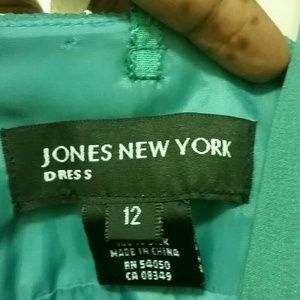 JONES NEW YORK
DRESS
12
MADE IN CHINA
RN 54050
CA 08349